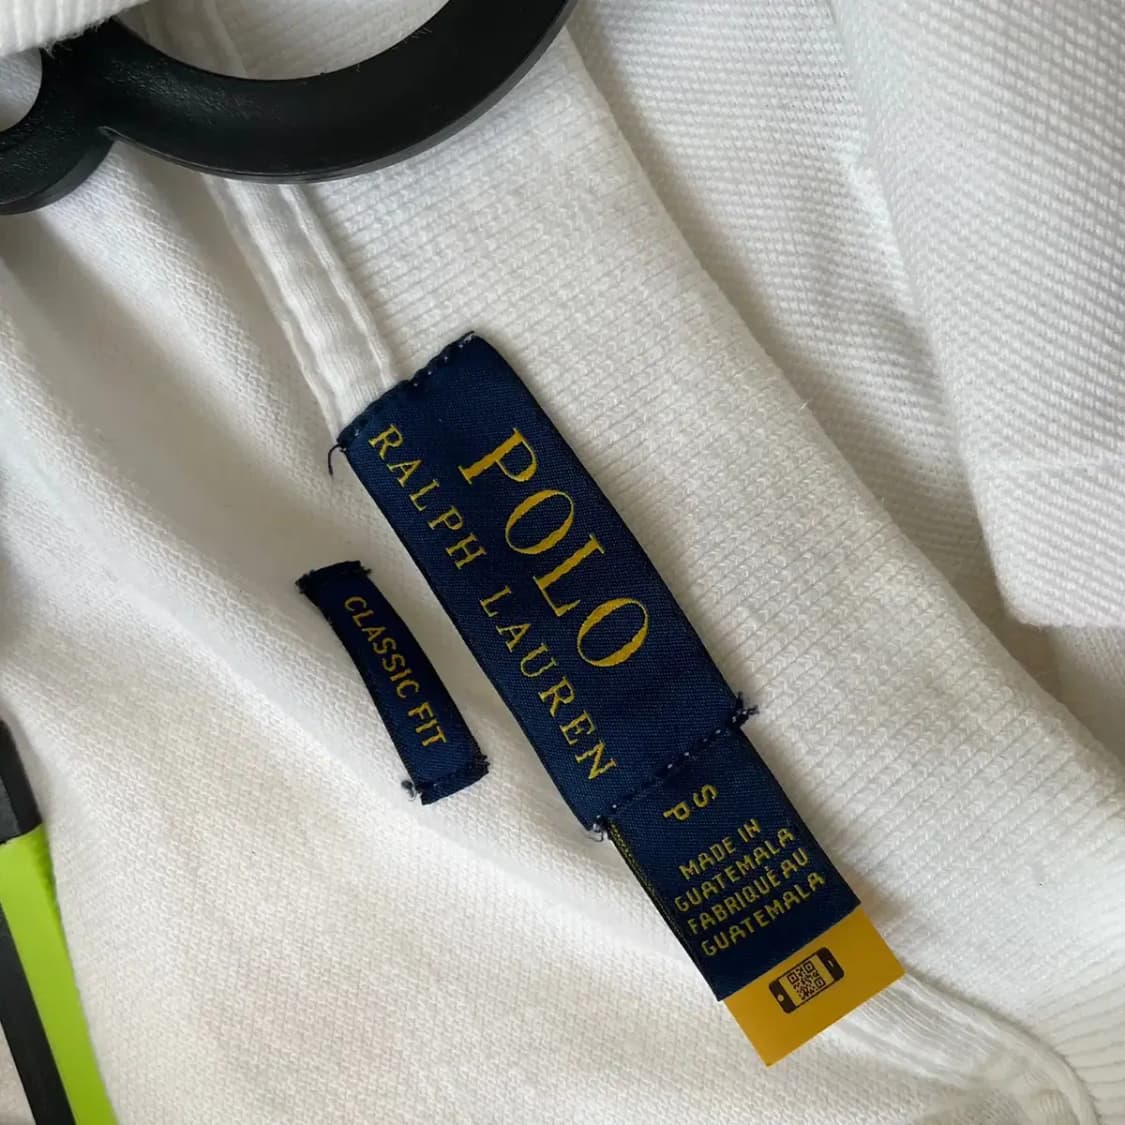 POLO
RALPH LAUREN
CLASSIC FIT
S P
MADE IN
GUATEMALA
FABRIQUÉ AU
GUATEMALA